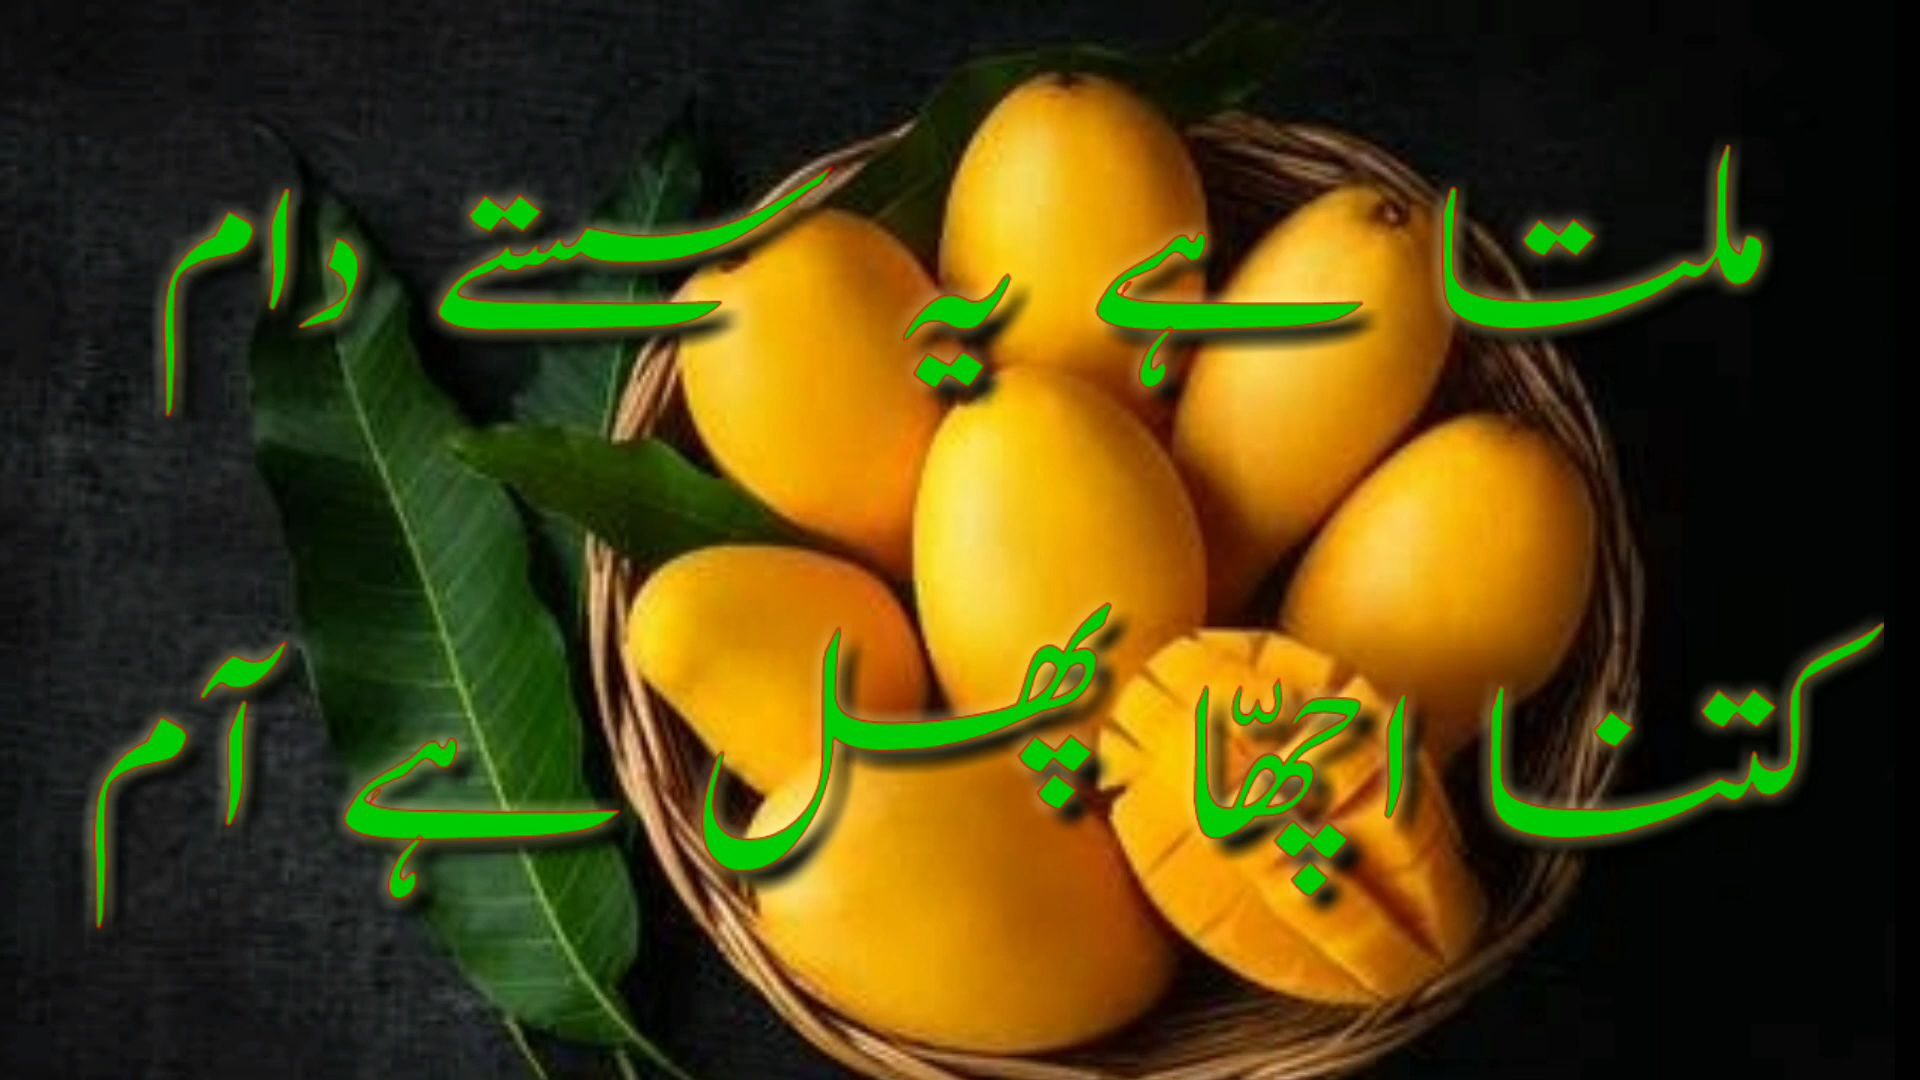 ملتا ہے یہ سستے دام
کتنا اچھّا پھل ہے آم